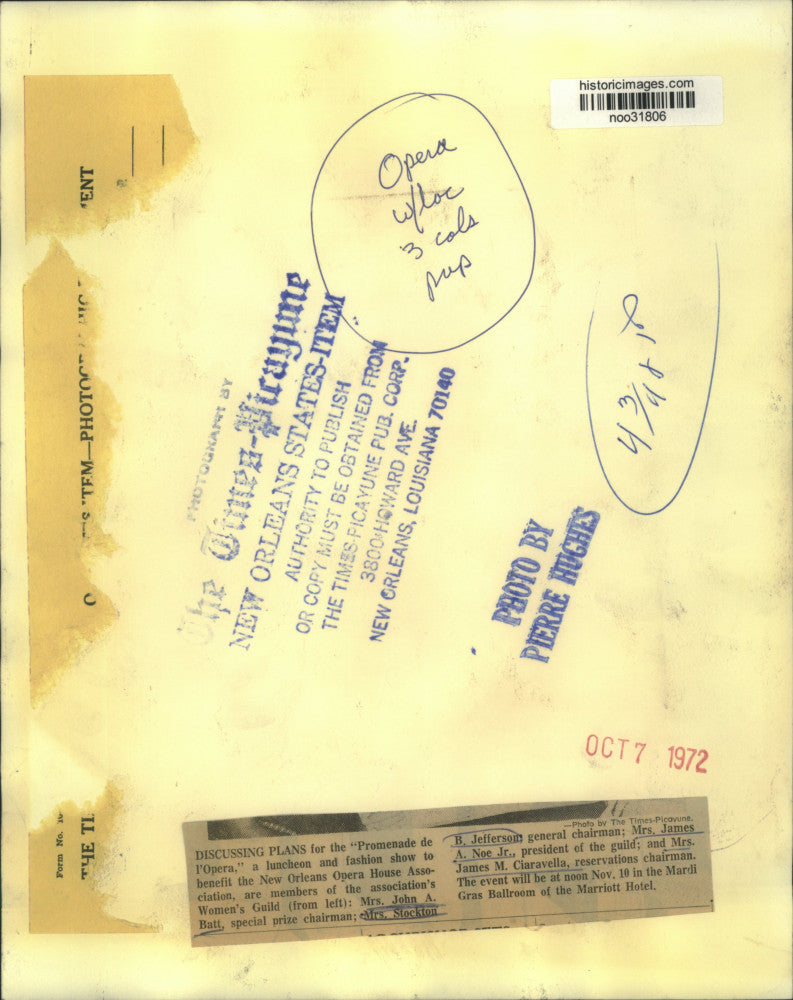 historicimages.com
noo31806
Opera
w/loc
3 cols
pup
4 3/4 x 18
PHOTOGRAPH BY
The Times-Picayune
NEW ORLEANS STATES-ITEM
AUTHORITY TO PUBLISH
OR COPY MUST BE OBTAINED FROM
THE TIMES-PICAYUNE PUB. CORP.
3800 HOWARD AVE.
NEW ORLEANS, LOUISIANA 70140
PHOTO BY
PIERRE HUGHES
OCT 7 1972
ENT
TEM—PHOTO
Form No.
THE TI
—Photo by The Times-Picayune.
DISCUSSING PLANS for the "Promenade de
l'Opera," a luncheon and fashion show to
benefit the New Orleans Opera House Asso-
ciation, are members of the association's
Women's Guild (from left): Mrs. John A.
Batt, special prize chairman; Mrs. Stockton
B. Jefferson, general chairman; Mrs. James
A. Noe Jr., president of the guild; and Mrs.
James M. Ciaravella, reservations chairman.
The event will be at noon Nov. 10 in the Mardi
Gras Ballroom of the Marriott Hotel.